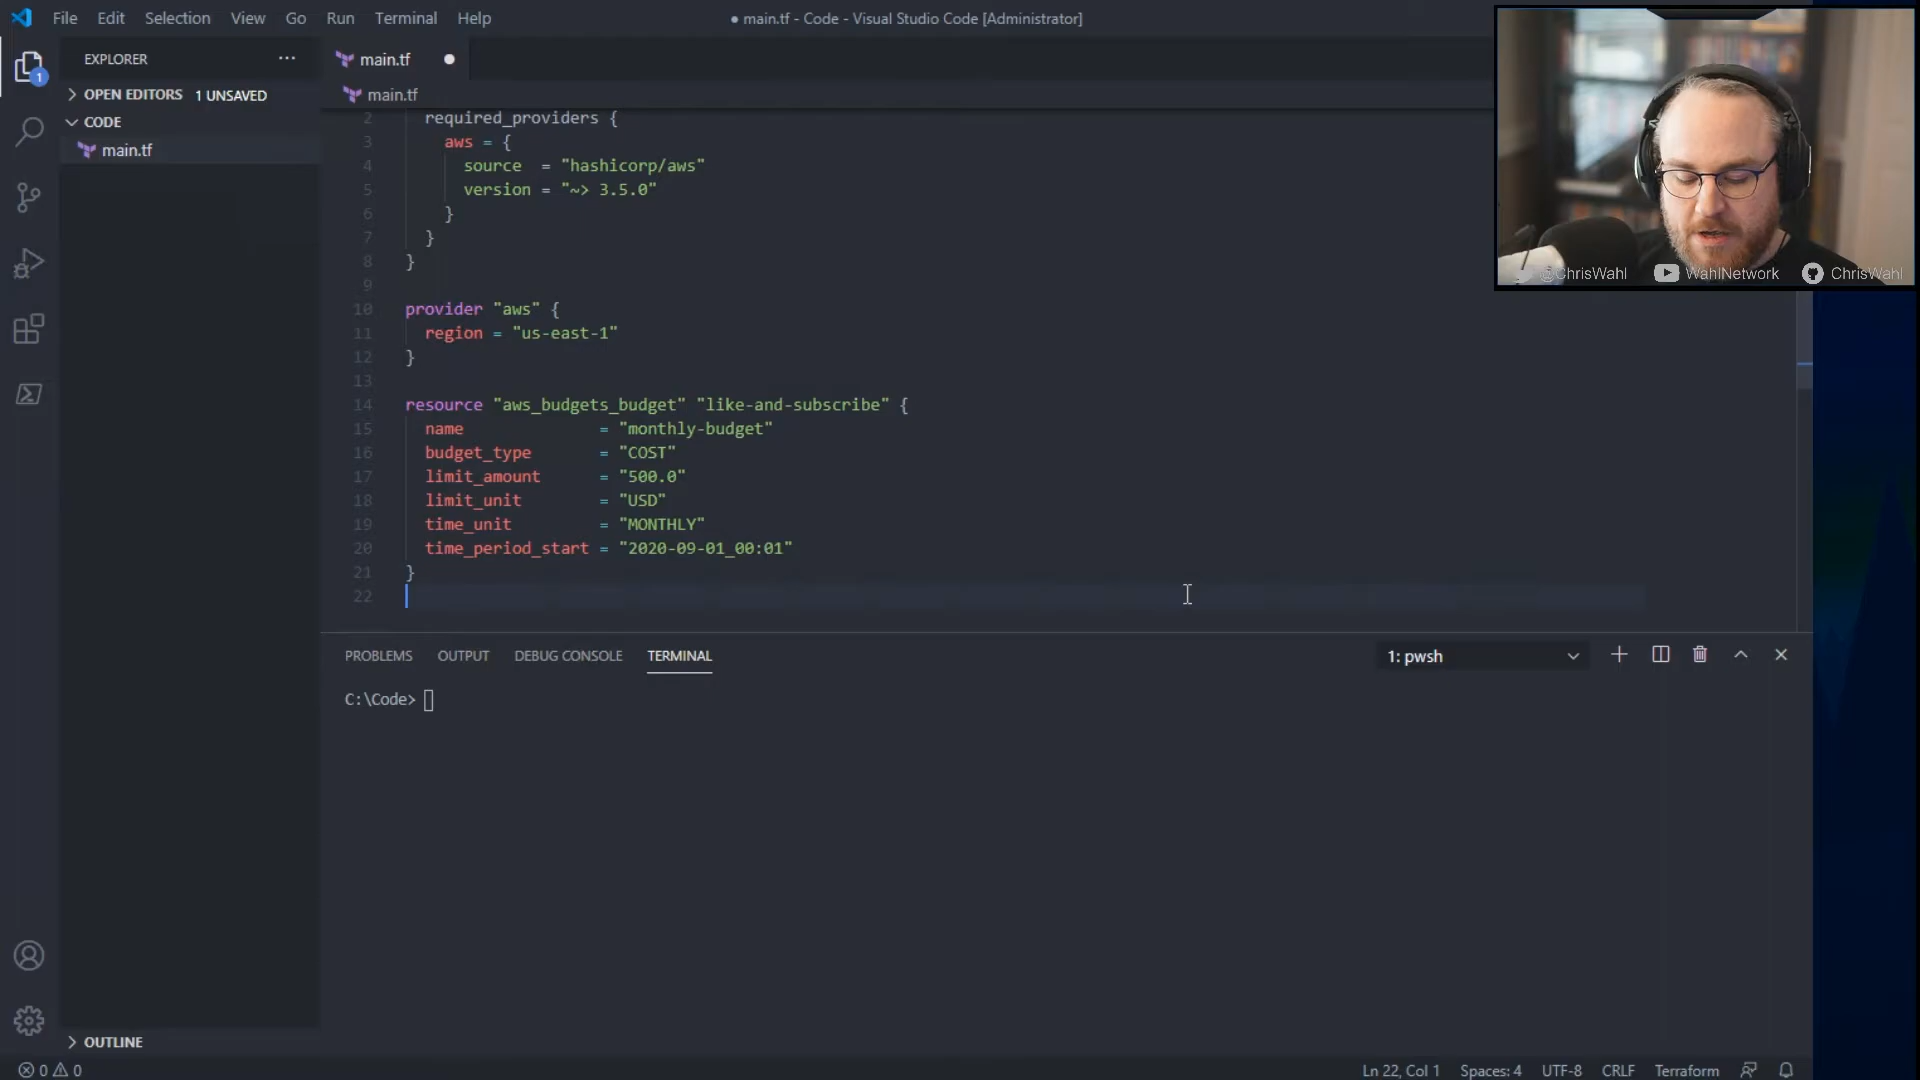 File Edit Selection View Go Run Terminal Help
● main.tf - Code - Visual Studio Code [Administrator]
EXPLORER ···
OPEN EDITORS 1 UNSAVED
CODE
main.tf
OUTLINE
1
main.tf ●
main.tf
2 required_providers {
3 aws = {
4 source = "hashicorp/aws"
5 version = "~> 3.5.0"
6 }
7 }
8 }
9
10 provider "aws" {
11 region = "us-east-1"
12 }
13
14 resource "aws_budgets_budget" "like-and-subscribe" {
15 name = "monthly-budget"
16 budget_type = "COST"
17 limit_amount = "500.0"
18 limit_unit = "USD"
19 time_unit = "MONTHLY"
20 time_period_start = "2020-09-01_00:01"
21 }
22
@ChrisWahl WahlNetwork ChrisWahl
PROBLEMS OUTPUT DEBUG CONSOLE TERMINAL
1: pwsh
C:\Code>
0 0
Ln 22, Col 1 Spaces: 4 UTF-8 CRLF Terraform